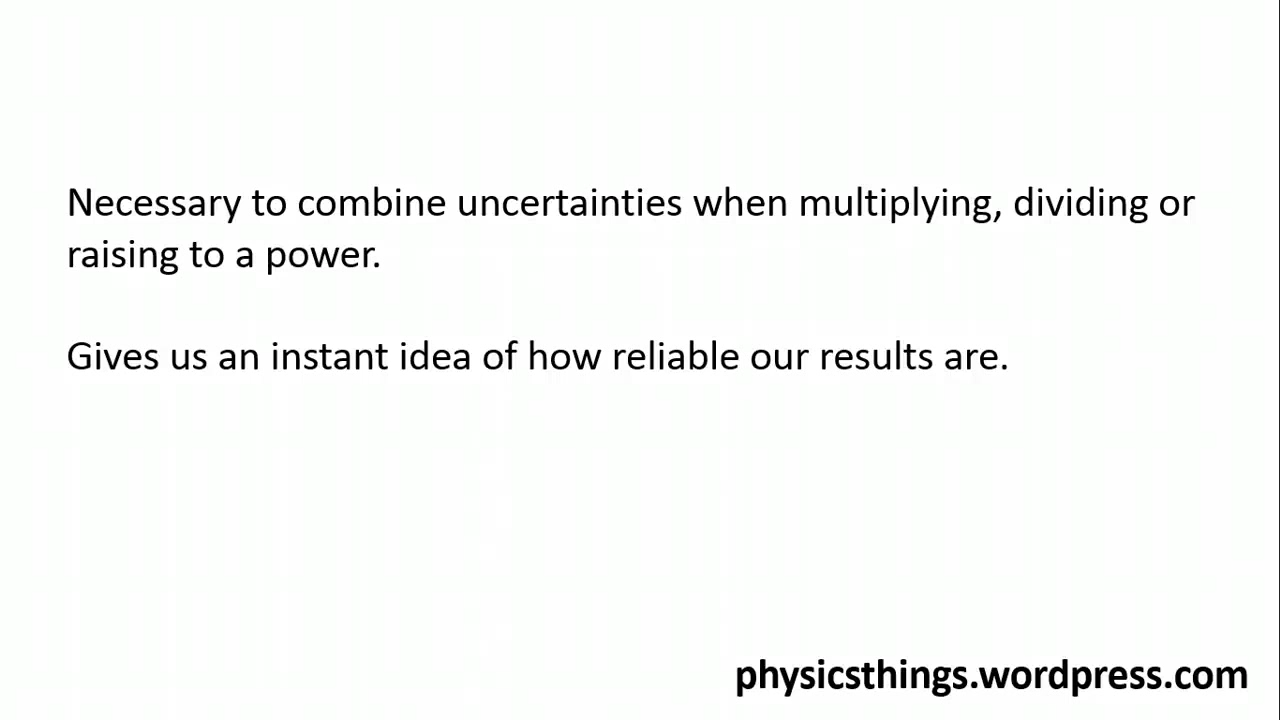 Necessary to combine uncertainties when multiplying, dividing or
raising to a power.
Gives us an instant idea of how reliable our results are.
physicsthings.wordpress.com